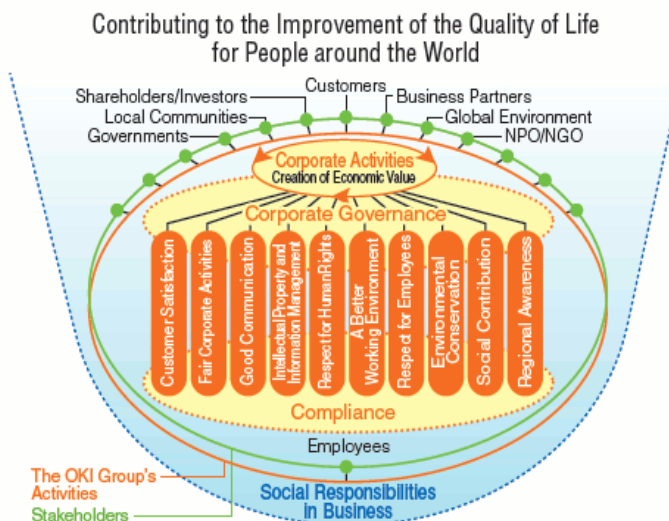 Contributing to the Improvement of the Quality of Life
for People around the World
Customers
Shareholders/Investors
Business Partners
Local Communities
Global Environment
Governments
NPO/NGO
Corporate Activities
Creation of Economic Value
Corporate Governance
Customer Satisfaction
Fair Corporate Activities
Good Communication
Intellectual Property and
Information Management
Respect for HumanRights
A Better
Working Environment
Respect for Employees
Environmental
Conservation
Social Contribution
Regional Awareness
Compliance
Employees
The OKI Group's
Activities
Stakeholders
Social Responsibilities
in Business